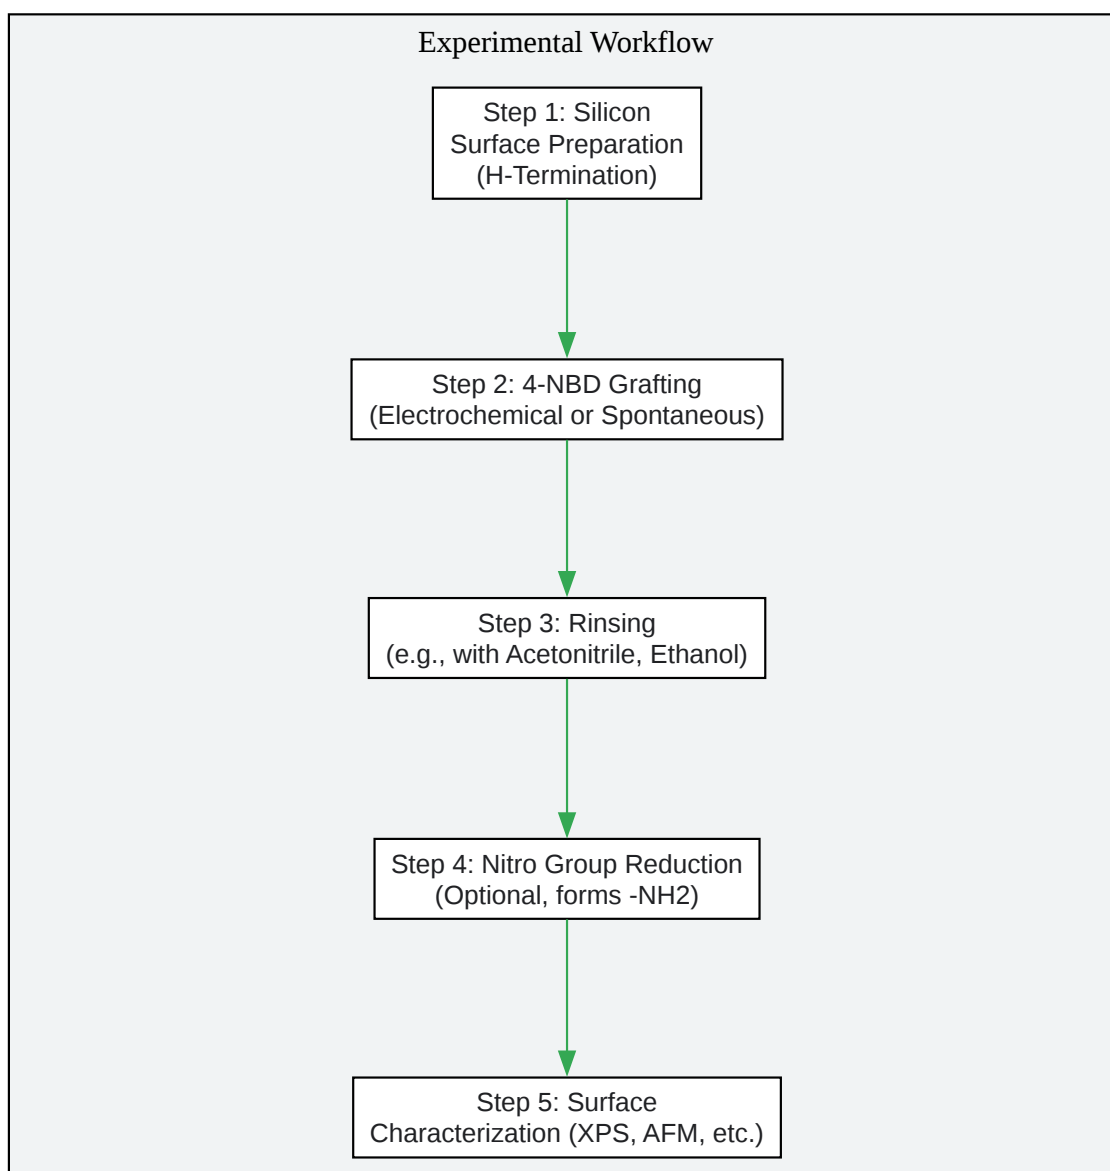 Experimental Workflow
Step 1: Silicon
Surface Preparation
(H-Termination)
Step 2: 4-NBD Grafting
(Electrochemical or Spontaneous)
Step 3: Rinsing
(e.g., with Acetonitrile, Ethanol)
Step 4: Nitro Group Reduction
(Optional, forms -NH2)
Step 5: Surface
Characterization (XPS, AFM, etc.)